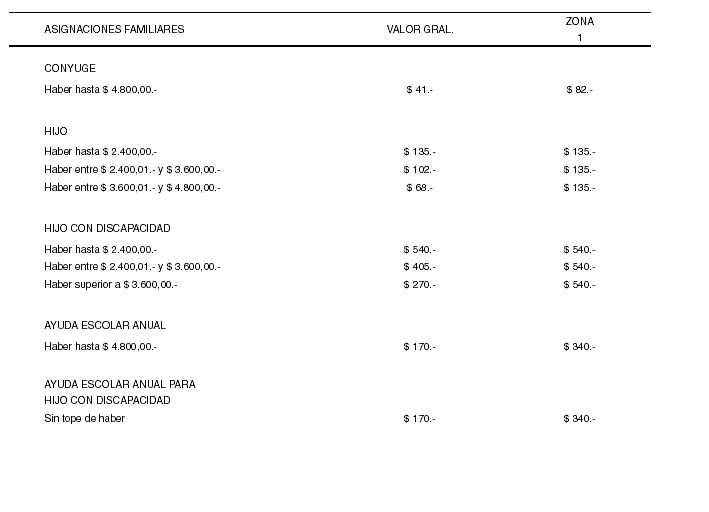 ASIGNACIONES FAMILIARES VALOR GRAL. ZONA
1
CONYUGE
Haber hasta $ 4.800,00.- $ 41.- $ 82.-
HIJO
Haber hasta $ 2.400,00.- $ 135.- $ 135.-
Haber entre $ 2.400,01.- y $ 3.600,00.- $ 102.- $ 135.-
Haber entre $ 3.600,01.- y $ 4.800,00.- $ 68.- $ 135.-
HIJO CON DISCAPACIDAD
Haber hasta $ 2.400,00.- $ 540.- $ 540.-
Haber entre $ 2.400,01.- y $ 3.600,00.- $ 405.- $ 540.-
Haber superior a $ 3.600,00.- $ 270.- $ 540.-
AYUDA ESCOLAR ANUAL
Haber hasta $ 4.800,00.- $ 170.- $ 340.-
AYUDA ESCOLAR ANUAL PARA
HIJO CON DISCAPACIDAD
Sin tope de haber $ 170.- $ 340.-